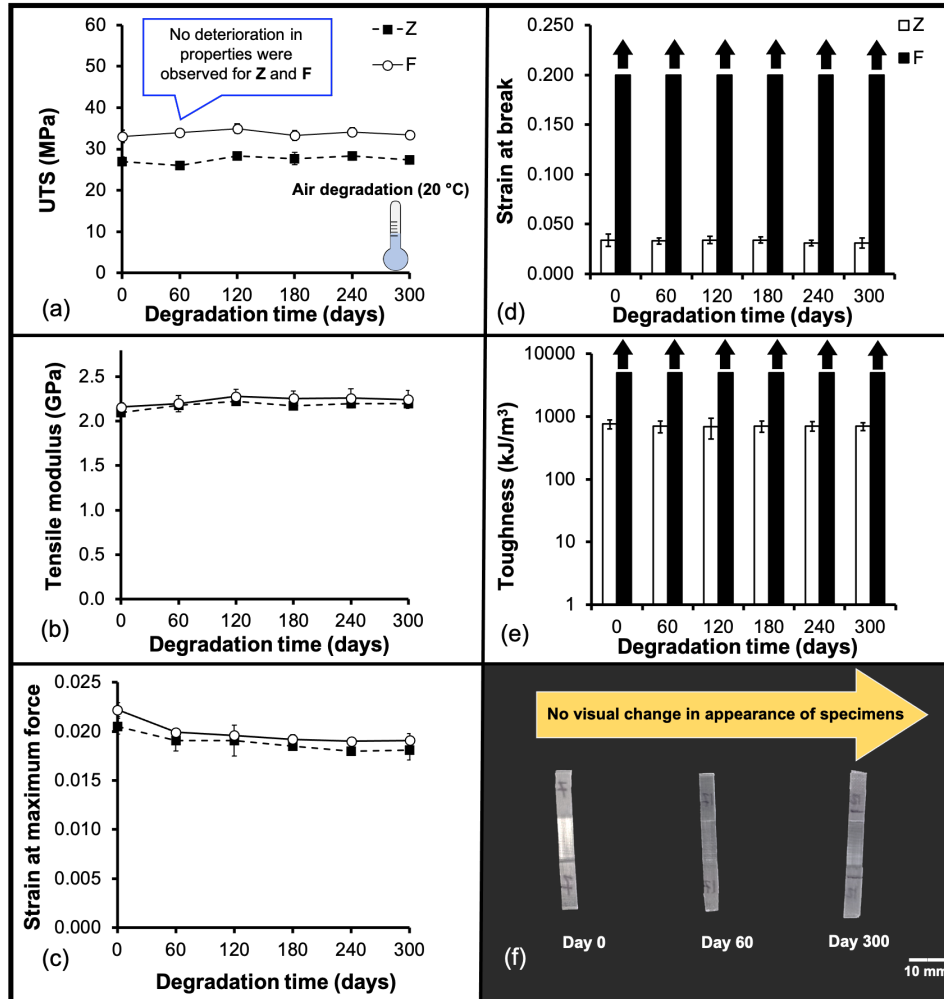 60
50
40
30
20
10
0
UTS (MPa)
No deterioration in
properties were
observed for Z and F
Z
F
Air degradation (20 °C)
0 60 120 180 240 300
Degradation time (days)
(a)
0.250
0.200
0.150
0.100
0.050
0.000
Strain at break
Z
F
0 60 120 180 240 300
Degradation time (days)
(d)
2.5
2.0
1.5
1.0
0.5
0.0
Tensile modulus (GPa)
0 60 120 180 240 300
Degradation time (days)
(b)
10000
1000
100
10
1
Toughness (kJ/m³)
0 60 120 180 240 300
Degradation time (days)
(e)
0.025
0.020
0.015
0.010
0.005
0.000
Strain at maximum force
0 60 120 180 240 300
Degradation time (days)
(c)
No visual change in appearance of specimens
Day 0
Day 60
Day 300
(f)
10 mm